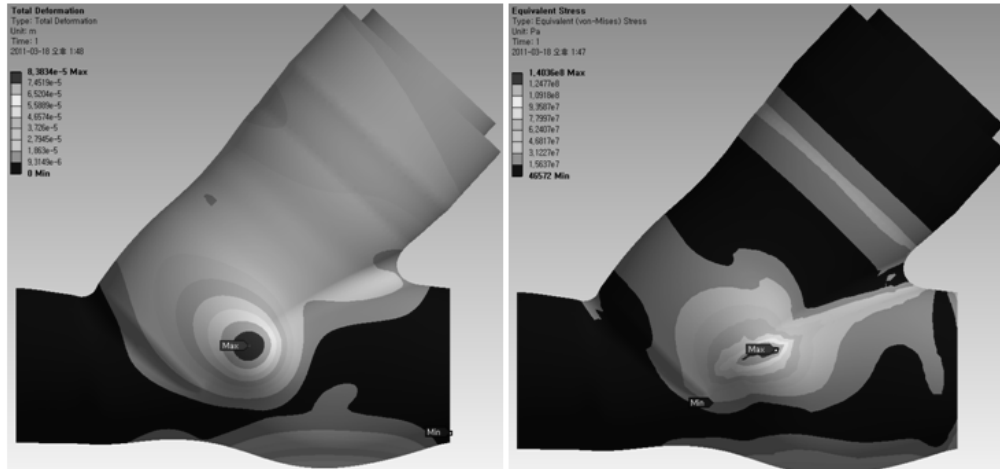 Total Deformation
Type: Total Deformation
Unit: m
Time: 1
2011-03-18 오후 1:48
8,3834e-5 Max
7,4519e-5
6,5204e-5
5,5889e-5
4,6574e-5
3,726e-5
2,7945e-5
1,863e-5
9,3149e-6
0 Min
Max
Min
Equivalent Stress
Type: Equivalent (von-Mises) Stress
Unit: Pa
Time: 1
2011-03-18 오후 1:47
1,4036e8 Max
1,2477e8
1,0918e8
9,3587e7
7,7997e7
6,2407e7
4,6817e7
3,1227e7
1,5637e7
46572 Min
Max
Min